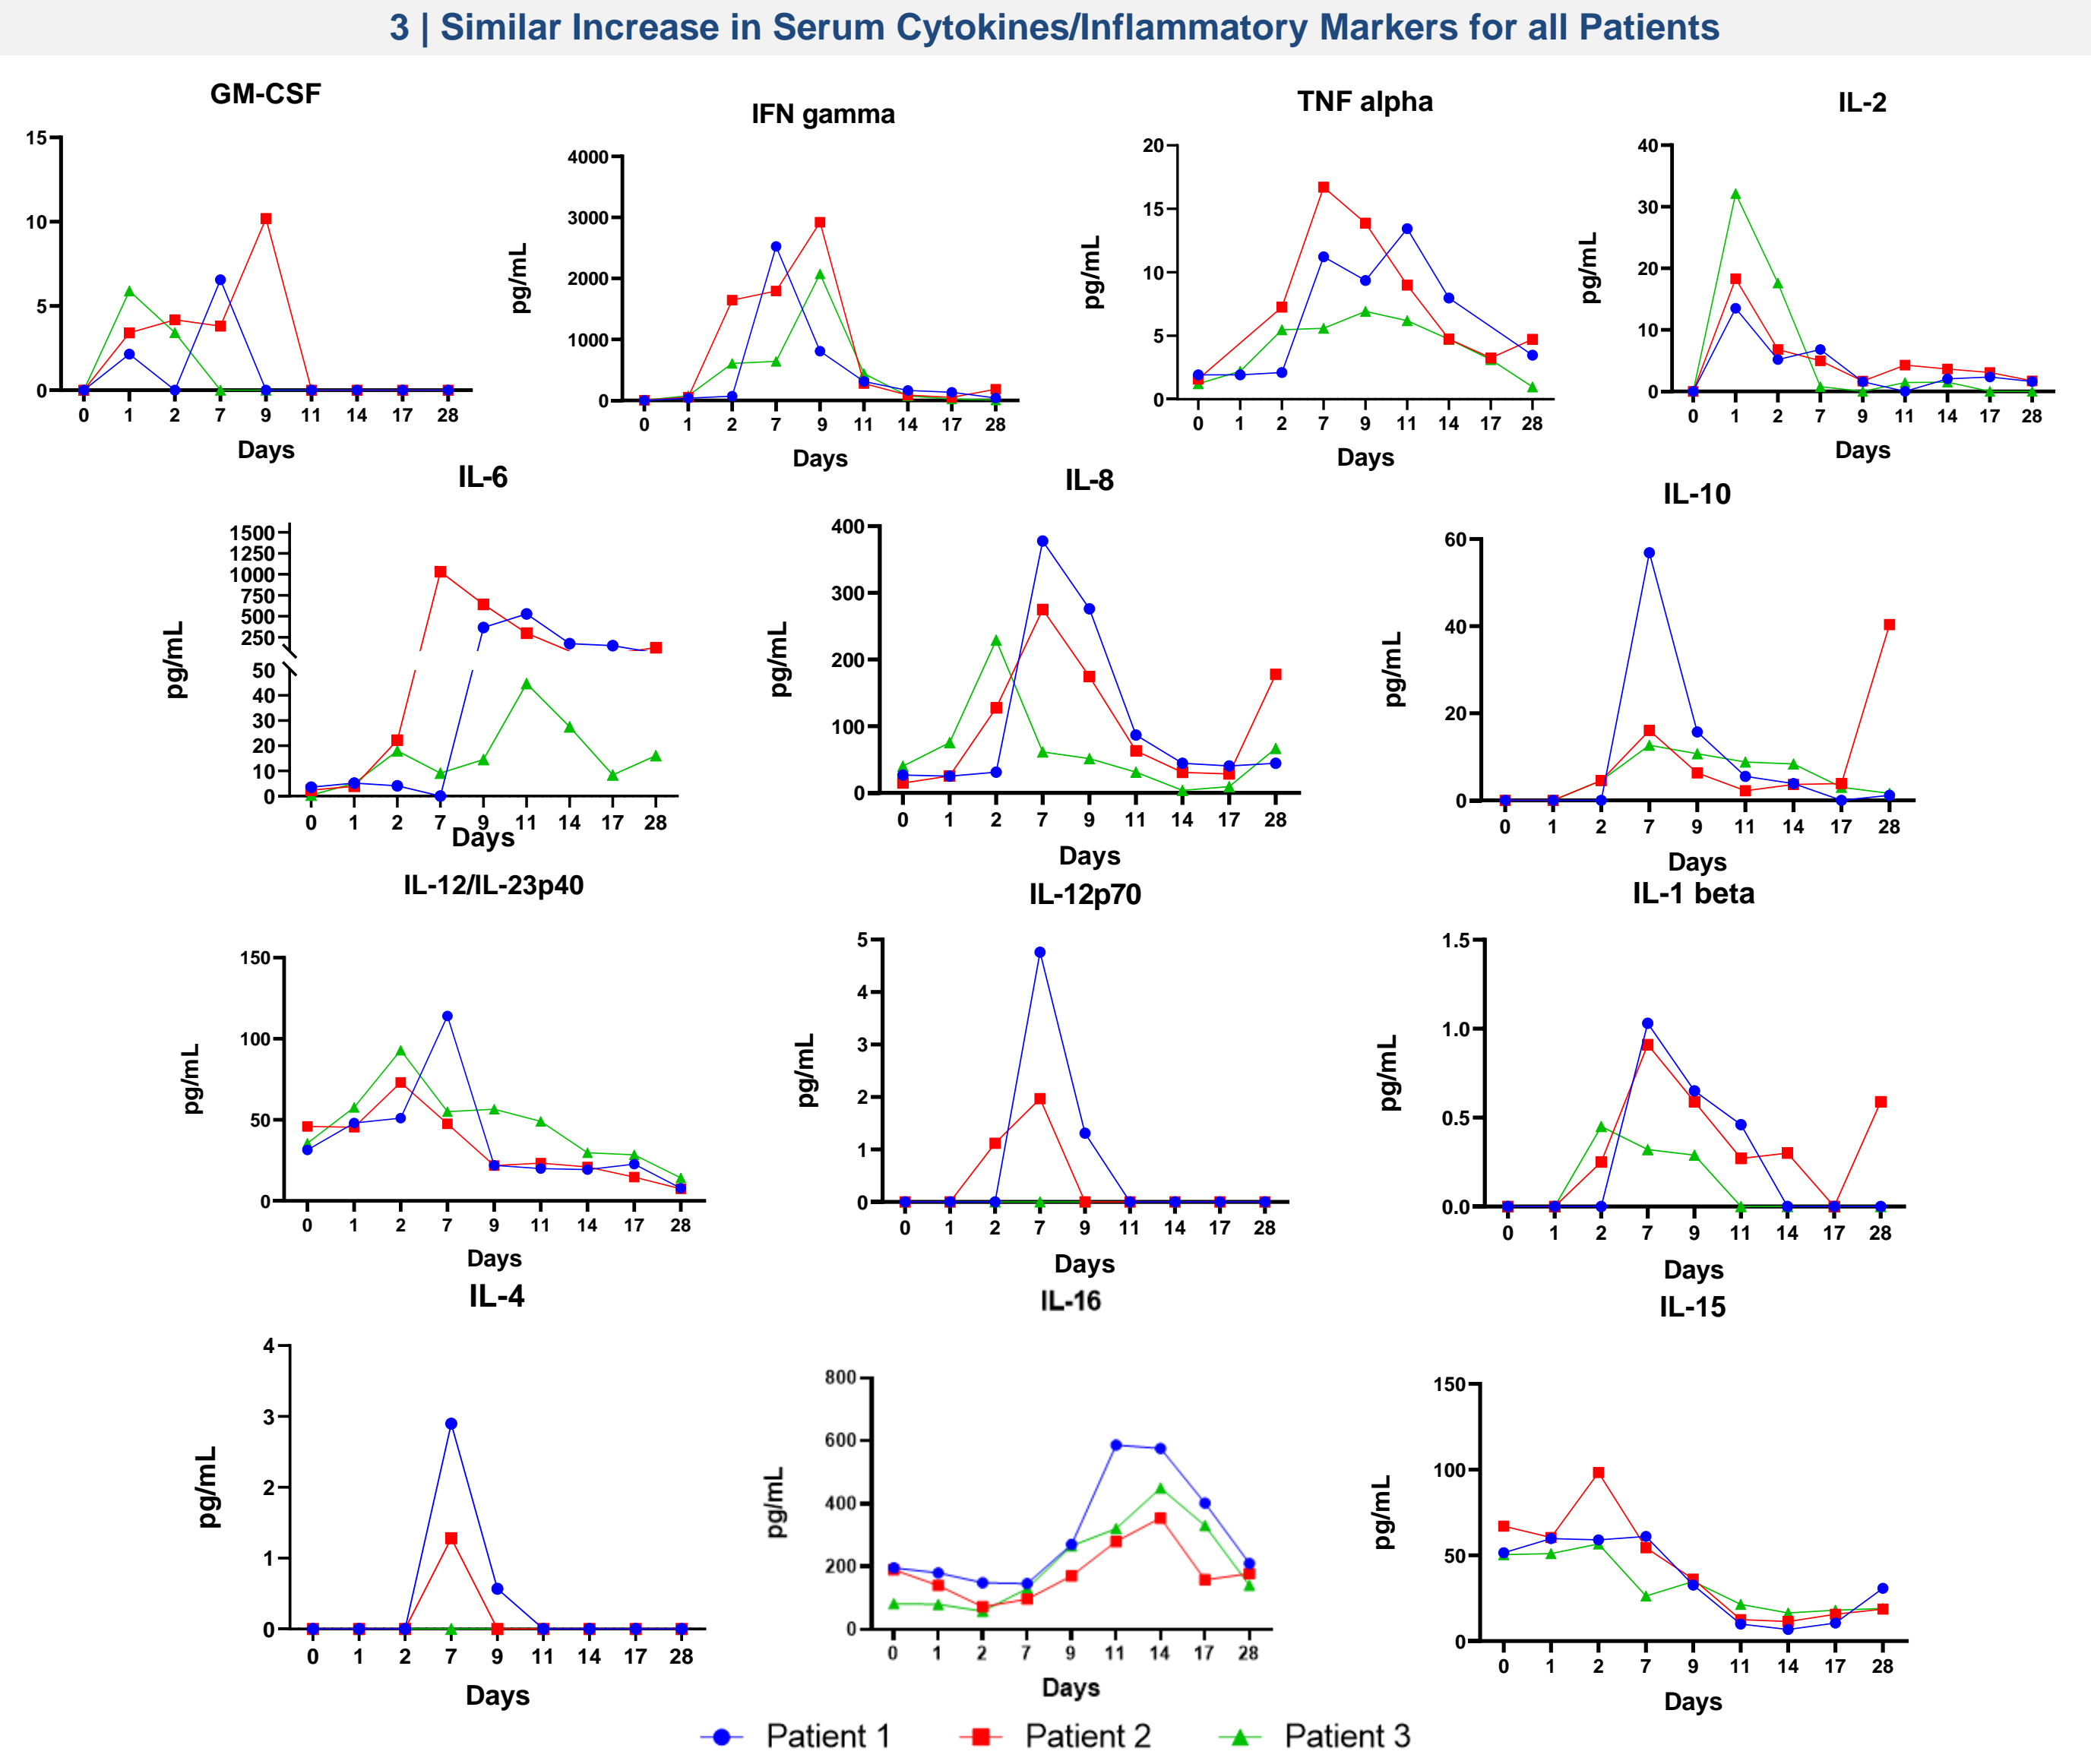 3 | Similar Increase in Serum Cytokines/Inflammatory Markers for all Patients
GM-CSF
15
10
5
0
0 1 2 7 9 11 14 17 28
Days
IFN gamma
pg/mL
4000
3000
2000
1000
0
0 1 2 7 9 11 14 17 28
Days
TNF alpha
pg/mL
20
15
10
5
0
0 1 2 7 9 11 14 17 28
Days
IL-2
pg/mL
40
30
20
10
0
0 1 2 7 9 11 14 17 28
Days
IL-6
pg/mL
1500
1250
1000
750
500
250
50
40
30
20
10
0
0 1 2 7 9 11 14 17 28
Days
IL-8
pg/mL
400
300
200
100
0
0 1 2 7 9 11 14 17 28
Days
IL-10
pg/mL
60
40
20
0
0 1 2 7 9 11 14 17 28
Days
IL-12/IL-23p40
pg/mL
150
100
50
0
0 1 2 7 9 11 14 17 28
Days
IL-12p70
pg/mL
5
4
3
2
1
0
0 1 2 7 9 11 14 17 28
Days
IL-1 beta
pg/mL
1.5
1.0
0.5
0.0
0 1 2 7 9 11 14 17 28
Days
IL-4
pg/mL
4
3
2
1
0
0 1 2 7 9 11 14 17 28
Days
IL-16
pg/mL
800
600
400
200
0
0 1 2 7 9 11 14 17 28
Days
IL-15
pg/mL
150
100
50
0
0 1 2 7 9 11 14 17 28
Days
Patient 1 Patient 2 Patient 3